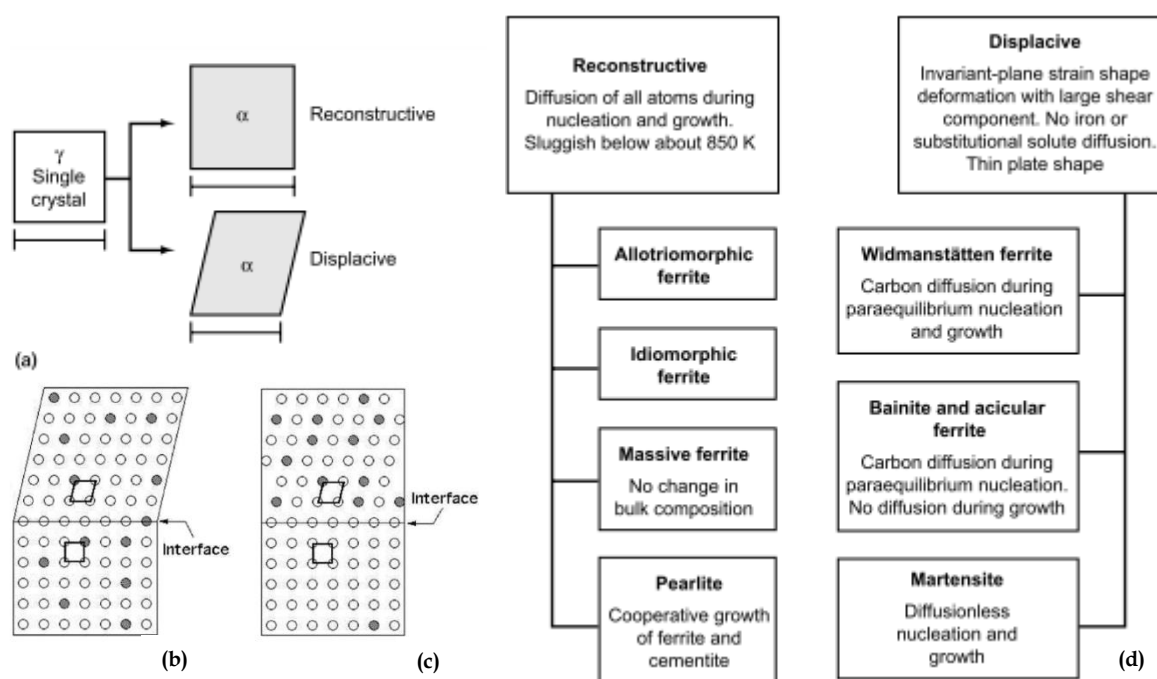 γ
Single
crystal
α
Reconstructive
α
Displacive
(a)
Interface
(b)
Interface
(c)
Reconstructive
Diffusion of all atoms during
nucleation and growth.
Sluggish below about 850 K
Allotriomorphic
ferrite
Idiomorphic
ferrite
Massive ferrite
No change in
bulk composition
Pearlite
Cooperative growth
of ferrite and
cementite
Displacive
Invariant-plane strain shape
deformation with large shear
component. No iron or
substitutional solute diffusion.
Thin plate shape
Widmanstätten ferrite
Carbon diffusion during
paraequilibrium nucleation
and growth
Bainite and acicular
ferrite
Carbon diffusion during
paraequilibrium nucleation.
No diffusion during growth
Martensite
Diffusionless
nucleation and
growth
(d)